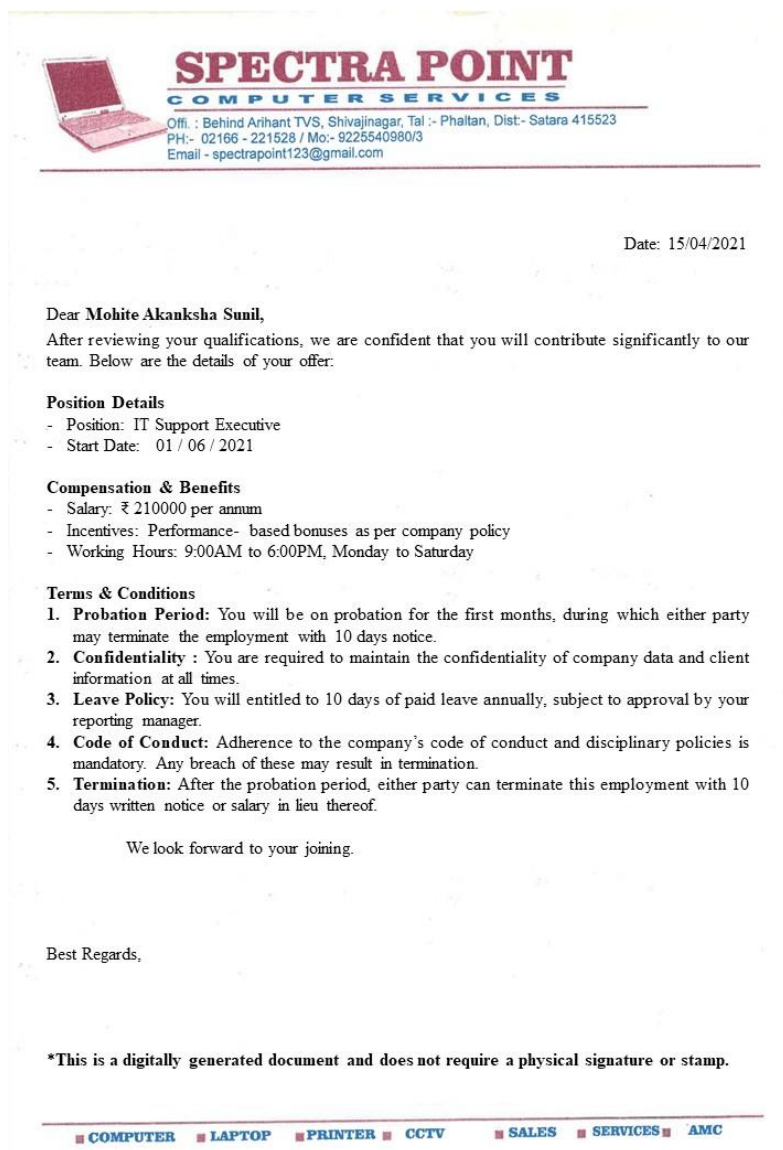 SPECTRA POINT
COMPUTER SERVICES
Offi. : Behind Arihant TVS, Shivajinagar, Tal :- Phaltan, Dist:- Satara 415523
PH:- 02166 - 221528 / Mo:- 9225540980/3
Email - spectrapoint123@gmail.com
Date: 15/04/2021
Dear Mohite Akanksha Sunil,
After reviewing your qualifications, we are confident that you will contribute significantly to our
team. Below are the details of your offer:
Position Details
- Position: IT Support Executive
- Start Date: 01 / 06 / 2021
Compensation & Benefits
- Salary: ₹ 210000 per annum
- Incentives: Performance- based bonuses as per company policy
- Working Hours: 9:00AM to 6:00PM, Monday to Saturday
Terms & Conditions
1. Probation Period: You will be on probation for the first months, during which either party
may terminate the employment with 10 days notice.
2. Confidentiality : You are required to maintain the confidentiality of company data and client
information at all times.
3. Leave Policy: You will entitled to 10 days of paid leave annually, subject to approval by your
reporting manager.
4. Code of Conduct: Adherence to the company's code of conduct and disciplinary policies is
mandatory. Any breach of these may result in termination.
5. Termination: After the probation period, either party can terminate this employment with 10
days written notice or salary in lieu thereof.
We look forward to your joining.
Best Regards,
*This is a digitally generated document and does not require a physical signature or stamp.
COMPUTER LAPTOP PRINTER CCTV SALES SERVICES AMC